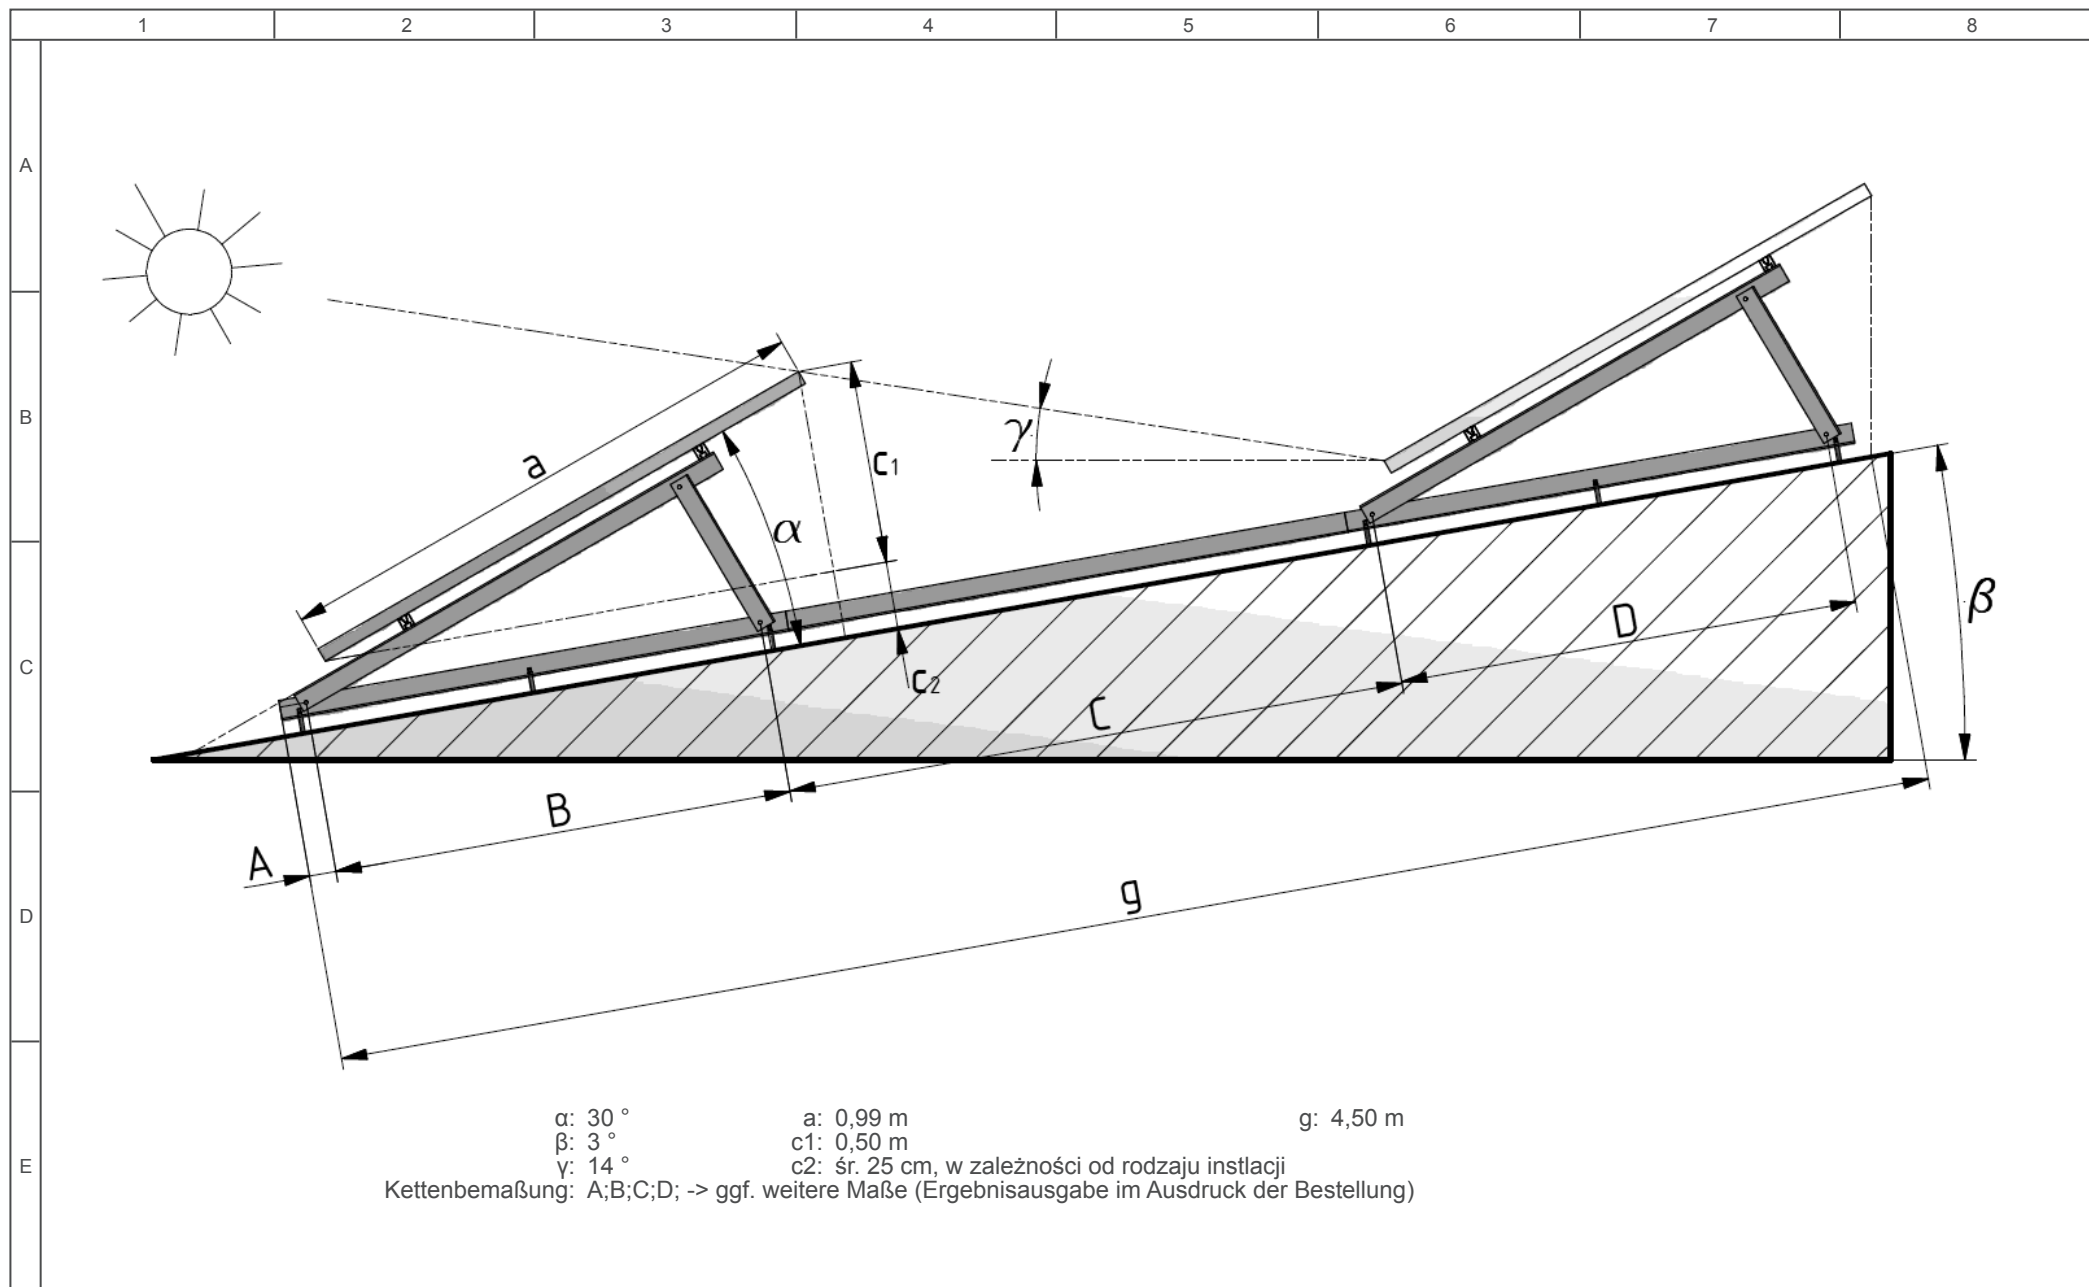 1 2 3 4 5 6 7 8
A
B
C
D
E
a
c1
γ
α
β
c2
D
C
B
A
g
α: 30 ° a: 0,99 m g: 4,50 m
β: 3 ° c1: 0,50 m
γ: 14 ° c2: śr. 25 cm, w zależności od rodzaju instlacji
Kettenbemaßung: A;B;C;D; -> ggf. weitere Maße (Ergebnisausgabe im Ausdruck der Bestellung)